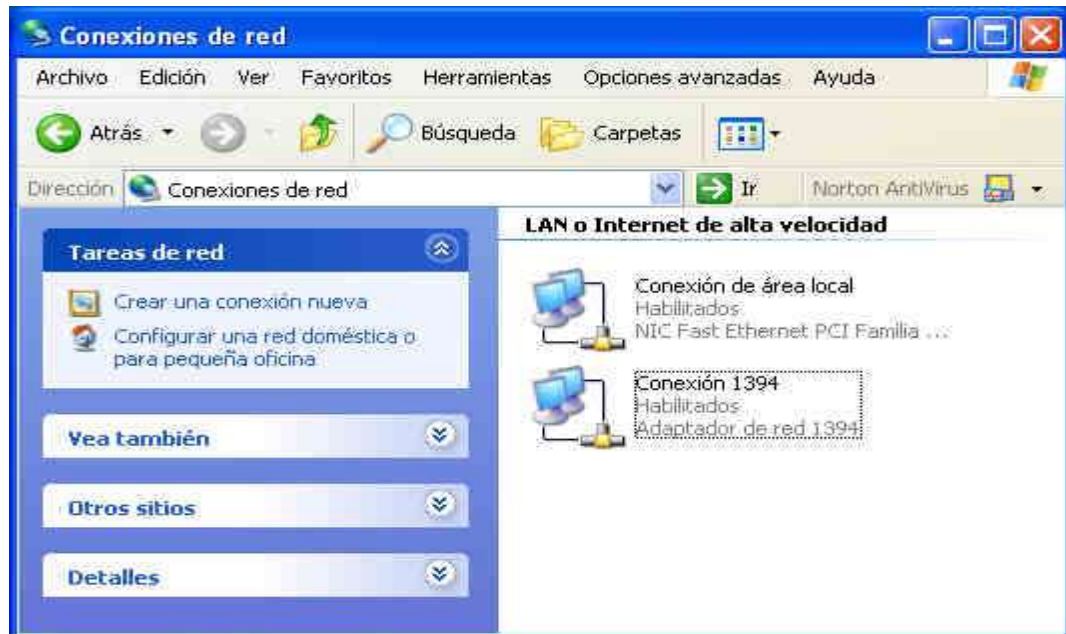 Conexiones de red
Archivo Edición Ver Favoritos Herramientas Opciones avanzadas Ayuda
Atrás Búsqueda Carpetas
Dirección Conexiones de red Ir Norton AntiVirus
Tareas de red
Crear una conexión nueva
Configurar una red doméstica o
para pequeña oficina
Vea también
Otros sitios
Detalles
LAN o Internet de alta velocidad
Conexión de área local
Habilitados
NIC Fast Ethernet PCI Familia ...
Conexión 1394
Habilitados
Adaptador de red 1394